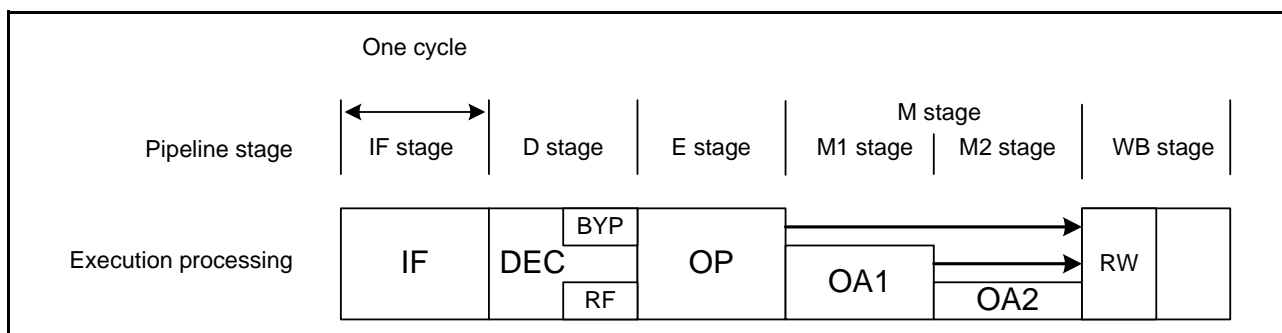 One cycle
M stage
Pipeline stage IF stage D stage E stage M1 stage M2 stage WB stage
BYP
Execution processing IF DEC OP OA1 RW
RF OA2